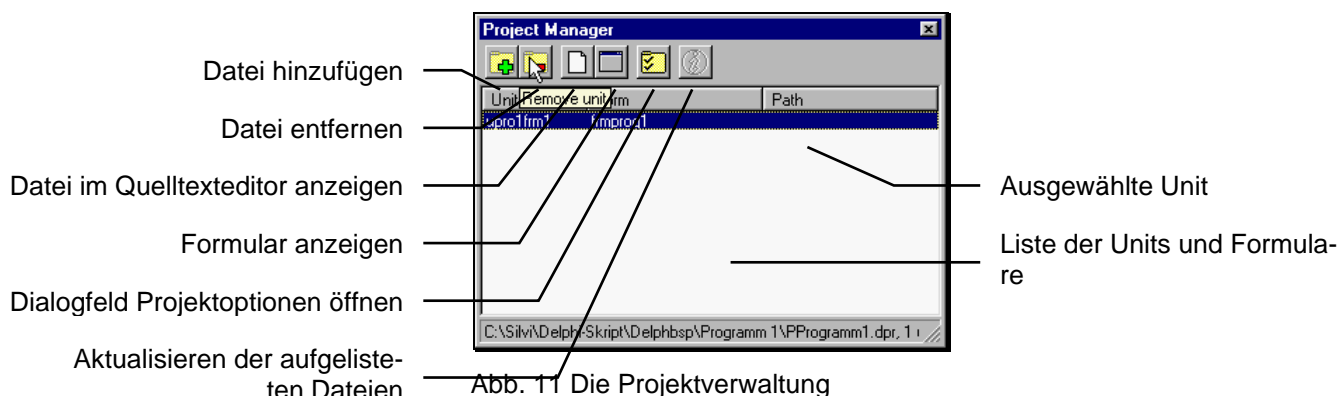 Project Manager
Datei hinzufügen
Unit Remove unit rm Path
Datei entfernen
upro1frm1 frmprog1
Datei im Quelltexteditor anzeigen
Ausgewählte Unit
Formular anzeigen
Liste der Units und Formula-
re
Dialogfeld Projektoptionen öffnen
C:\Silvi\Delphi-Skript\Delphbsp\Programm 1\PProgramm1.dpr, 1
Aktualisieren der aufgeliste-
ten Dateien
Abb. 11 Die Projektverwaltung